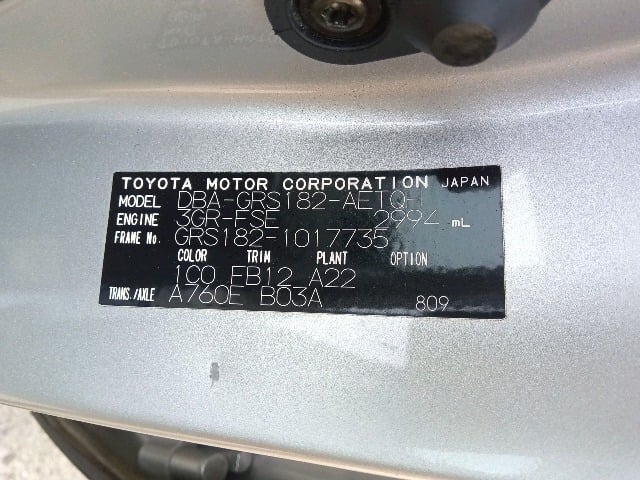 TOYOTA MOTOR CORPORATION JAPAN
MODEL DBA-GRS182-AETQH
ENGINE 3GR-FSE 2994 mL
FRAME No. GRS182-1017735
COLOR TRIM PLANT OPTION
1C0 FB12 A22
TRANS./AXLE A760E B03A 809